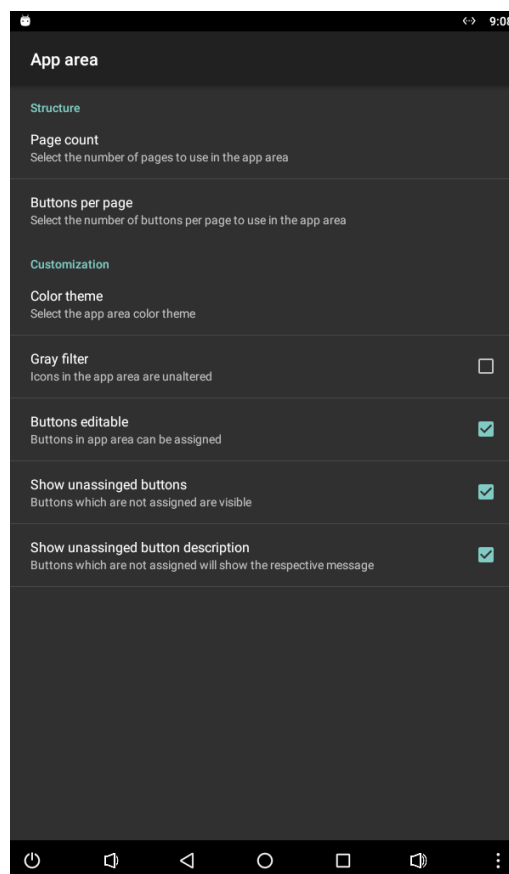 App area
Structure
Page count
Select the number of pages to use in the app area
Buttons per page
Select the number of buttons per page to use in the app area
Customization
Color theme
Select the app area color theme
Gray filter
Icons in the app area are unaltered
Buttons editable
Buttons in app area can be assigned
Show unassinged buttons
Buttons which are not assigned are visible
Show unassinged button description
Buttons which are not assigned will show the respective message